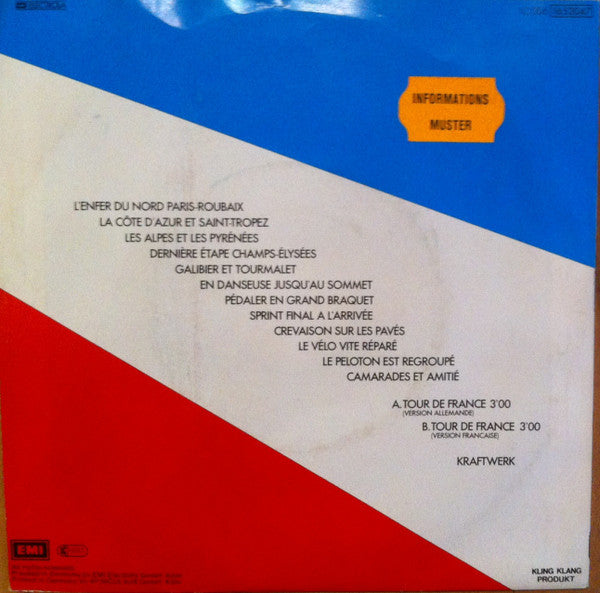 ELECTROLA
1652047
INFORMATIONS
MUSTER
L'ENFER DU NORD PARIS-ROUBAIX
LA CÔTE D'AZUR ET SAINT-TROPEZ
LES ALPES ET LES PYRÉNÉES
DERNIÈRE ÉTAPE CHAMPS-ÉLYSÉES
GALIBIER ET TOURMALET
EN DANSEUSE JUSQU'AU SOMMET
PÉDALER EN GRAND BRAQUET
SPRINT FINAL A L'ARRIVÉE
CREVAISON SUR LES PAVÉS
LE VÉLO VITE RÉPARÉ
LE PELOTON EST REGROUPÉ
CAMARADES ET AMITIÉ
A. TOUR DE FRANCE 3'00
(VERSION ALLEMANDE)
B. TOUR DE FRANCE 3'00
(VERSION FRANCAISE)
KRAFTWERK
EMI
KLING KLANG
PRODUKT